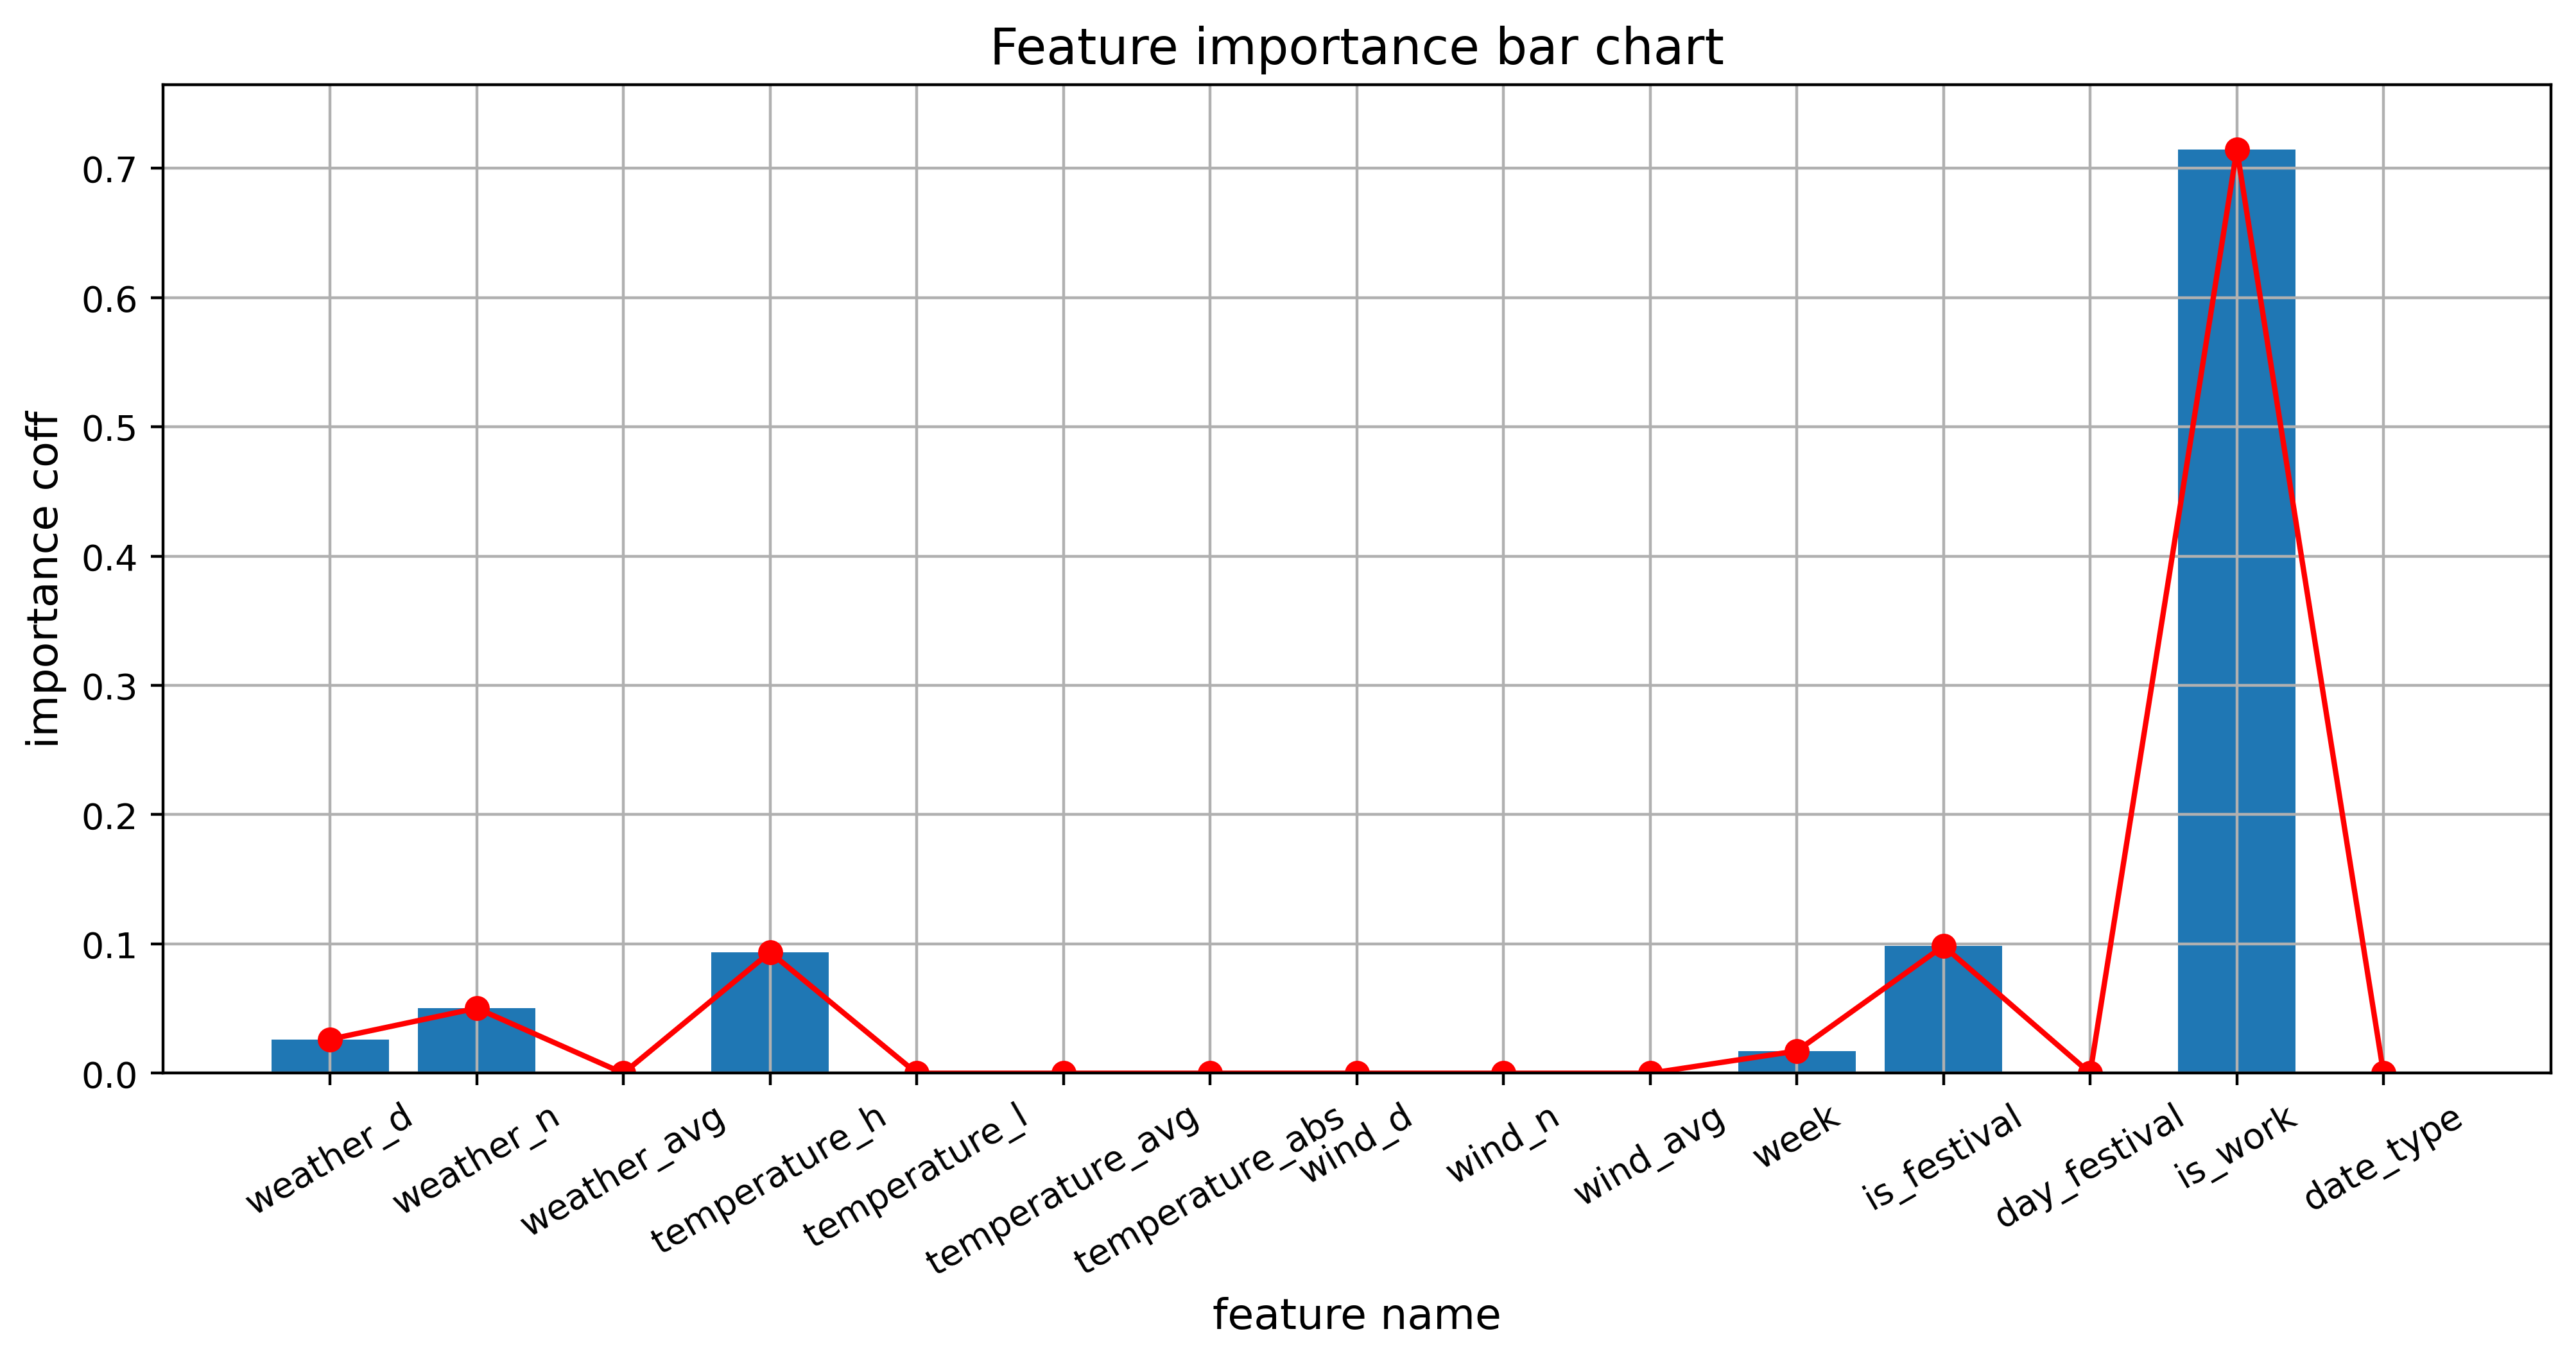 Feature importance bar chart
importance coff
0.7
0.6
0.5
0.4
0.3
0.2
0.1
0.0
weather_d
weather_n
weather_avg
temperature_h
temperature_l
temperature_avg
temperature_abs
wind_d
wind_n
wind_avg
week
is_festival
day_festival
is_work
date_type
feature name